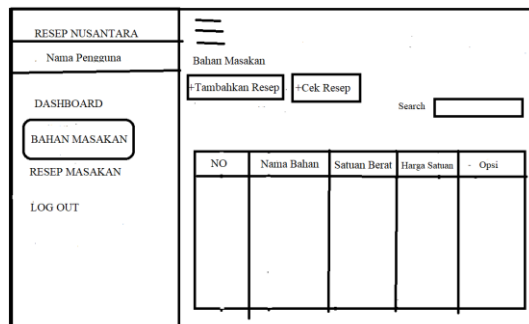 RESEP NUSANTARA
Nama Pengguna
DASHBOARD
BAHAN MASAKAN
RESEP MASAKAN
LOG OUT
Bahan Masakan
+Tambahkan Resep
+Cek Resep
Search
NO
Nama Bahan
Satuan Berat
Harga Satuan
Opsi